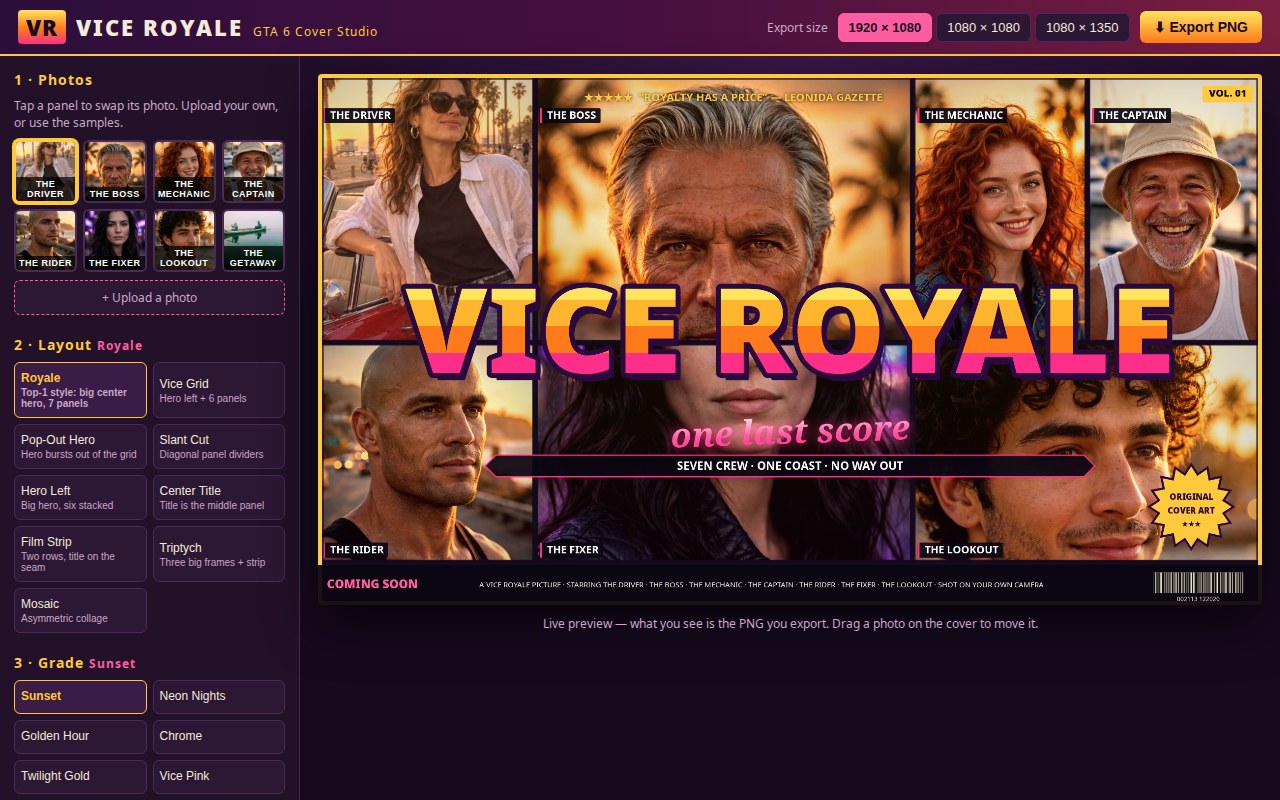 VR VICE ROYALE GTA 6 Cover Studio
Export size 1920 × 1080 1080 × 1080 1080 × 1350 ⬇ Export PNG
1 · Photos
Tap a panel to swap its photo. Upload your own,
or use the samples.
THE DRIVER
THE BOSS
THE MECHANIC
THE CAPTAIN
THE RIDER
THE FIXER
THE LOOKOUT
THE GETAWAY
+ Upload a photo
2 · Layout Royale
Royale
Top-1 style: big center
hero, 7 panels
Vice Grid
Hero left + 6 panels
Pop-Out Hero
Hero bursts out of the grid
Slant Cut
Diagonal panel dividers
Hero Left
Big hero, six stacked
Center Title
Title is the middle panel
Film Strip
Two rows, title on the
seam
Triptych
Three big frames + strip
Mosaic
Asymmetric collage
3 · Grade Sunset
Sunset
Neon Nights
Golden Hour
Chrome
Twilight Gold
Vice Pink
★★★★★ "ROYALTY HAS A PRICE" — LEONIDA GAZETTE
VOL. 01
THE DRIVER
THE BOSS
THE MECHANIC
THE CAPTAIN
VICE ROYALE
one last score
SEVEN CREW · ONE COAST · NO WAY OUT
ORIGINAL
COVER ART
★★★
THE RIDER
THE FIXER
THE LOOKOUT
COMING SOON
A VICE ROYALE PICTURE · STARRING THE DRIVER · THE BOSS · THE MECHANIC · THE CAPTAIN · THE RIDER · THE FIXER · THE LOOKOUT · SHOT ON YOUR OWN CAMERA
002113 122020
Live preview — what you see is the PNG you export. Drag a photo on the cover to move it.